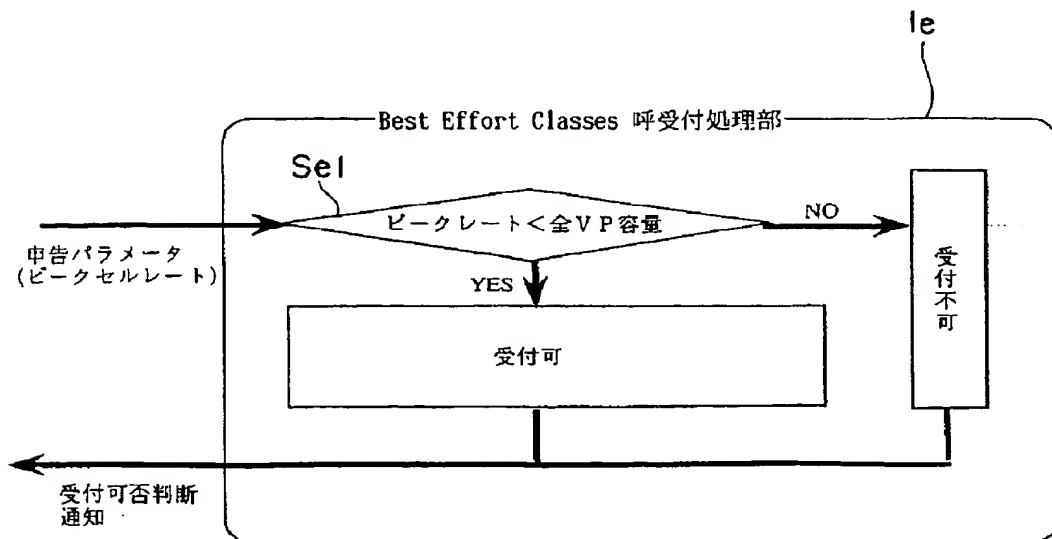 1e
Best Effort Classes 呼受付処理部
Se1
ピークレート<全VP容量
NO
申告パラメータ
(ピークセルレート)
YES
受付不可
受付可
受付可否判断
通知